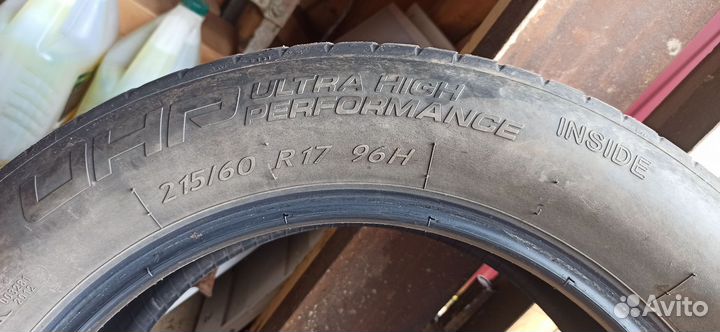 UHP ULTRA HIGH
PERFORMANCE
INSIDE
215/60 R17 96H
Avito